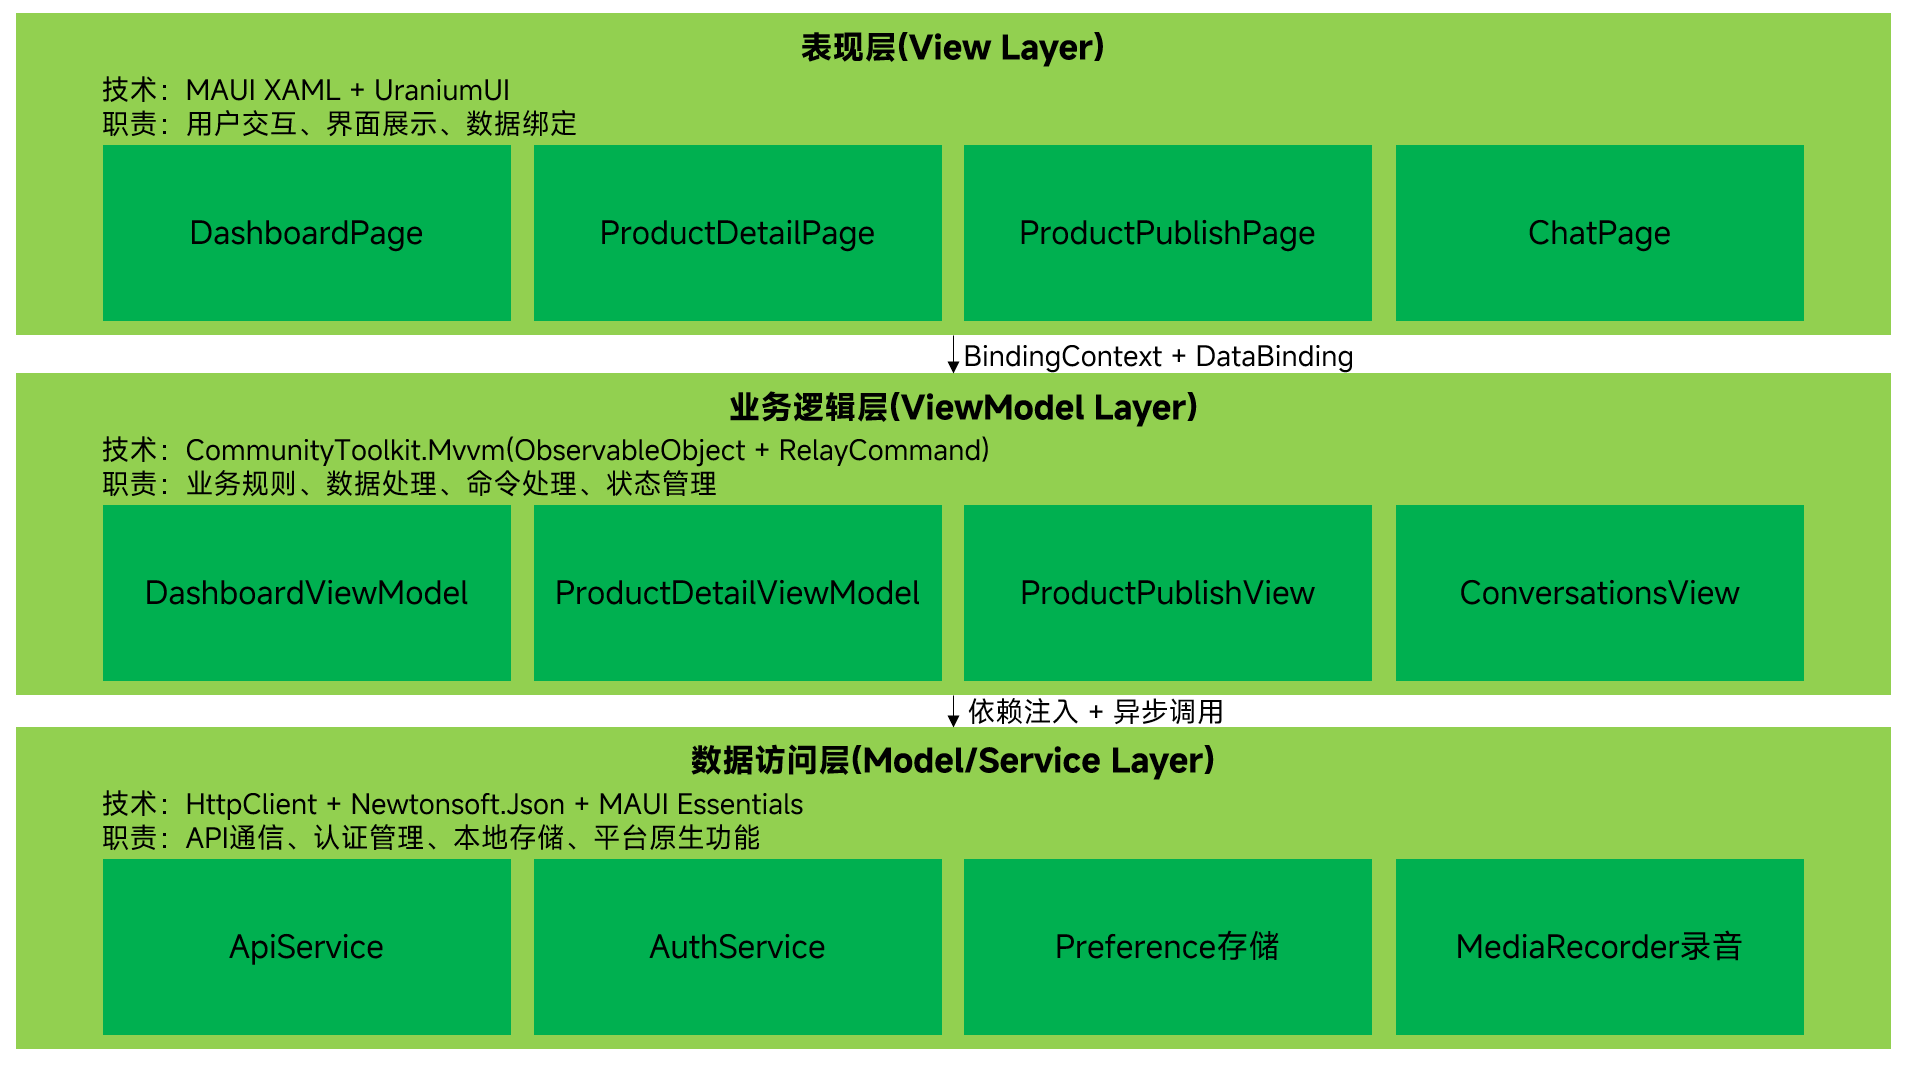 表现层(View Layer)
技术：MAUI XAML + UraniumUI
职责：用户交互、界面展示、数据绑定
DashboardPage
ProductDetailPage
ProductPublishPage
ChatPage
BindingContext + DataBinding
业务逻辑层(ViewModel Layer)
技术：CommunityToolkit.Mvvm(ObservableObject + RelayCommand)
职责：业务规则、数据处理、命令处理、状态管理
DashboardViewModel
ProductDetailViewModel
ProductPublishView
ConversationsView
依赖注入 + 异步调用
数据访问层(Model/Service Layer)
技术：HttpClient + Newtonsoft.Json + MAUI Essentials
职责：API通信、认证管理、本地存储、平台原生功能
ApiService
AuthService
Preference存储
MediaRecorder录音